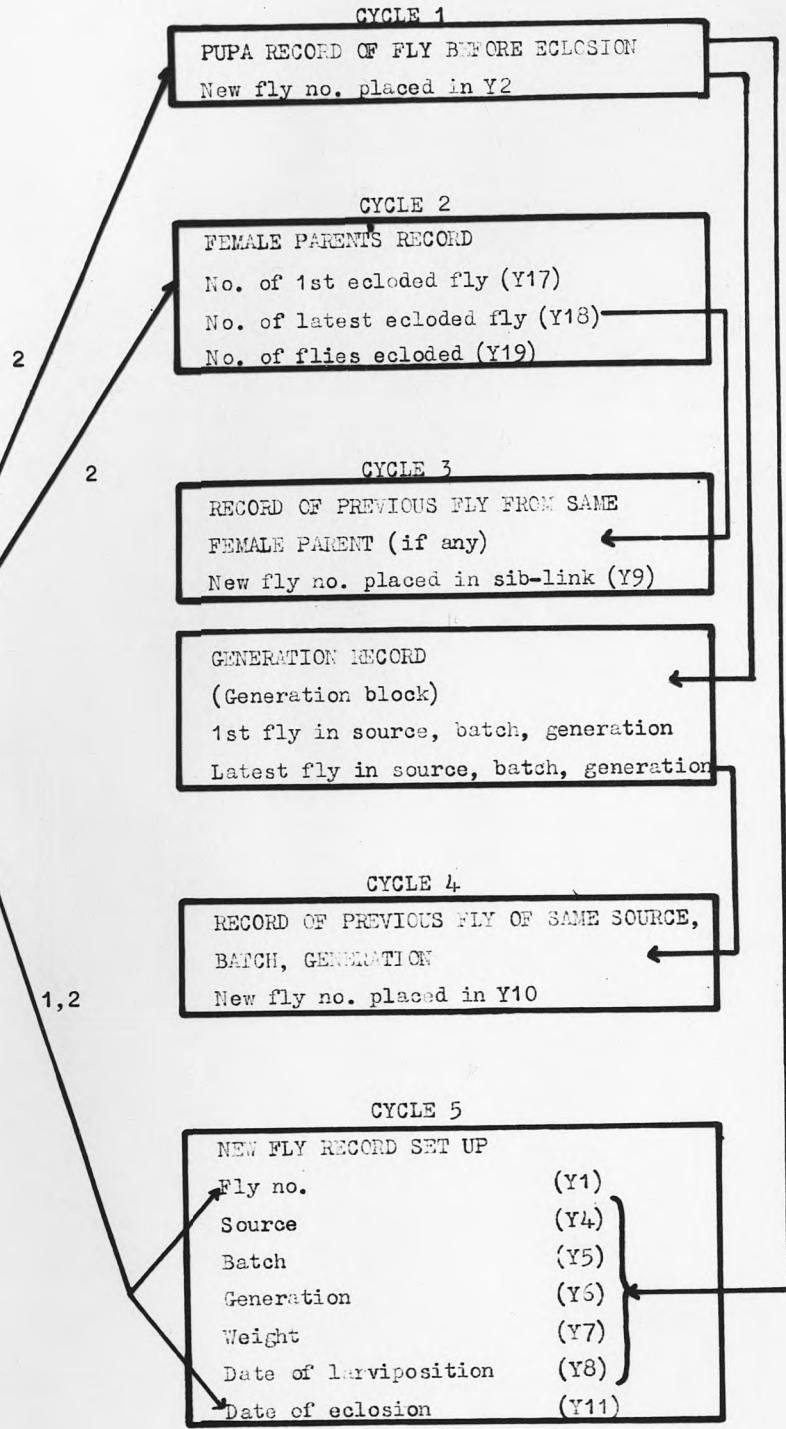 CYCLE 1
PUPA RECORD OF FLY BEFORE ECLOSION
New fly no. placed in Y2
CYCLE 2
FEMALE PARENTS RECORD
No. of 1st ecloded fly (Y17)
No. of latest ecloded fly (Y18)
No. of flies ecloded (Y19)
2
2
CYCLE 3
RECORD OF PREVIOUS FLY FROM SAME
FEMALE PARENT (if any)
New fly no. placed in sib-link (Y9)
GENERATION RECORD
(Generation block)
1st fly in source, batch, generation
Latest fly in source, batch, generation
CYCLE 4
RECORD OF PREVIOUS FLY OF SAME SOURCE,
BATCH, GENERATION
New fly no. placed in Y10
1,2
CYCLE 5
NEW FLY RECORD SET UP
Fly no. (Y1)
Source (Y4)
Batch (Y5)
Generation (Y6)
Weight (Y7)
Date of larviposition (Y8)
Date of eclosion (Y11)